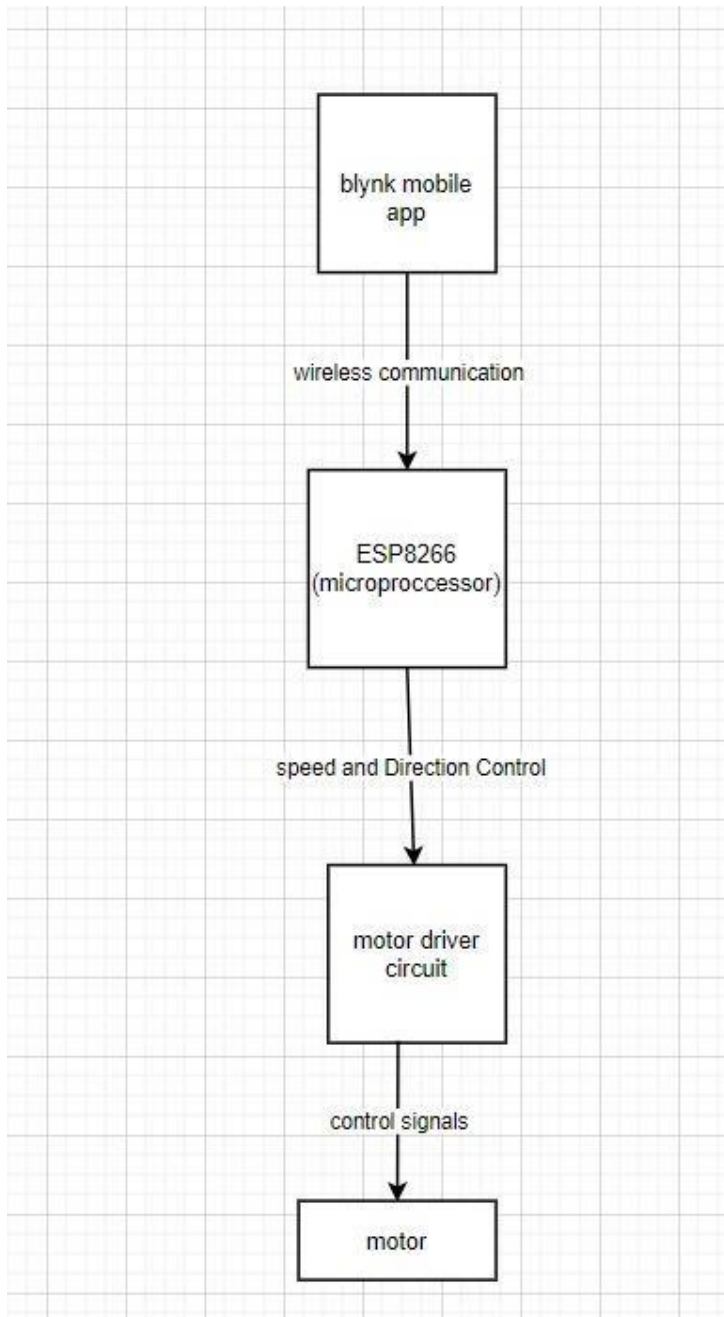 blynk mobile
app
wireless communication
ESP8266
(microproccessor)
speed and Direction Control
motor driver
circuit
control signals
motor